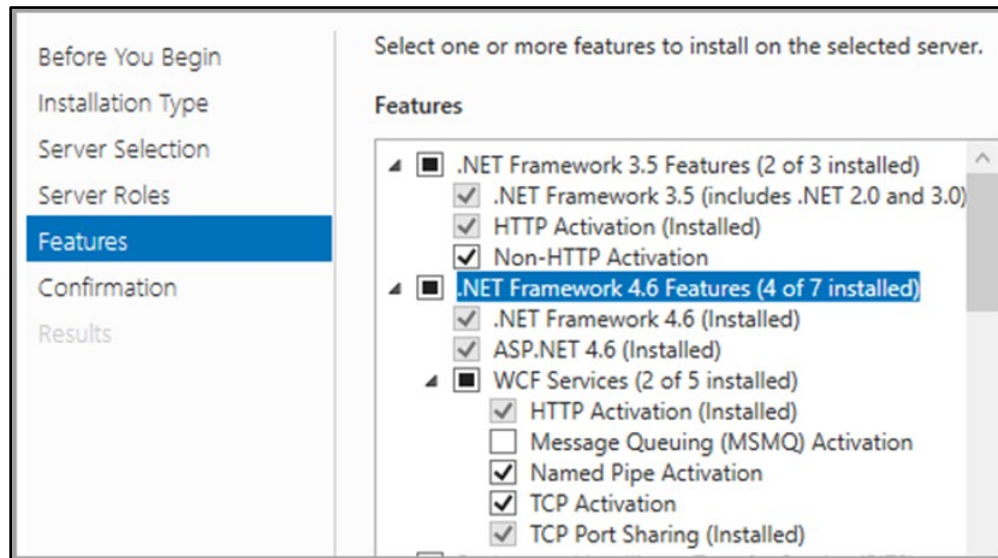 Before You Begin
Installation Type
Server Selection
Server Roles
Features
Confirmation
Results
Select one or more features to install on the selected server.
Features
.NET Framework 3.5 Features (2 of 3 installed)
.NET Framework 3.5 (includes .NET 2.0 and 3.0)
HTTP Activation (Installed)
Non-HTTP Activation
.NET Framework 4.6 Features (4 of 7 installed)
.NET Framework 4.6 (Installed)
ASP.NET 4.6 (Installed)
WCF Services (2 of 5 installed)
HTTP Activation (Installed)
Message Queuing (MSMQ) Activation
Named Pipe Activation
TCP Activation
TCP Port Sharing (Installed)